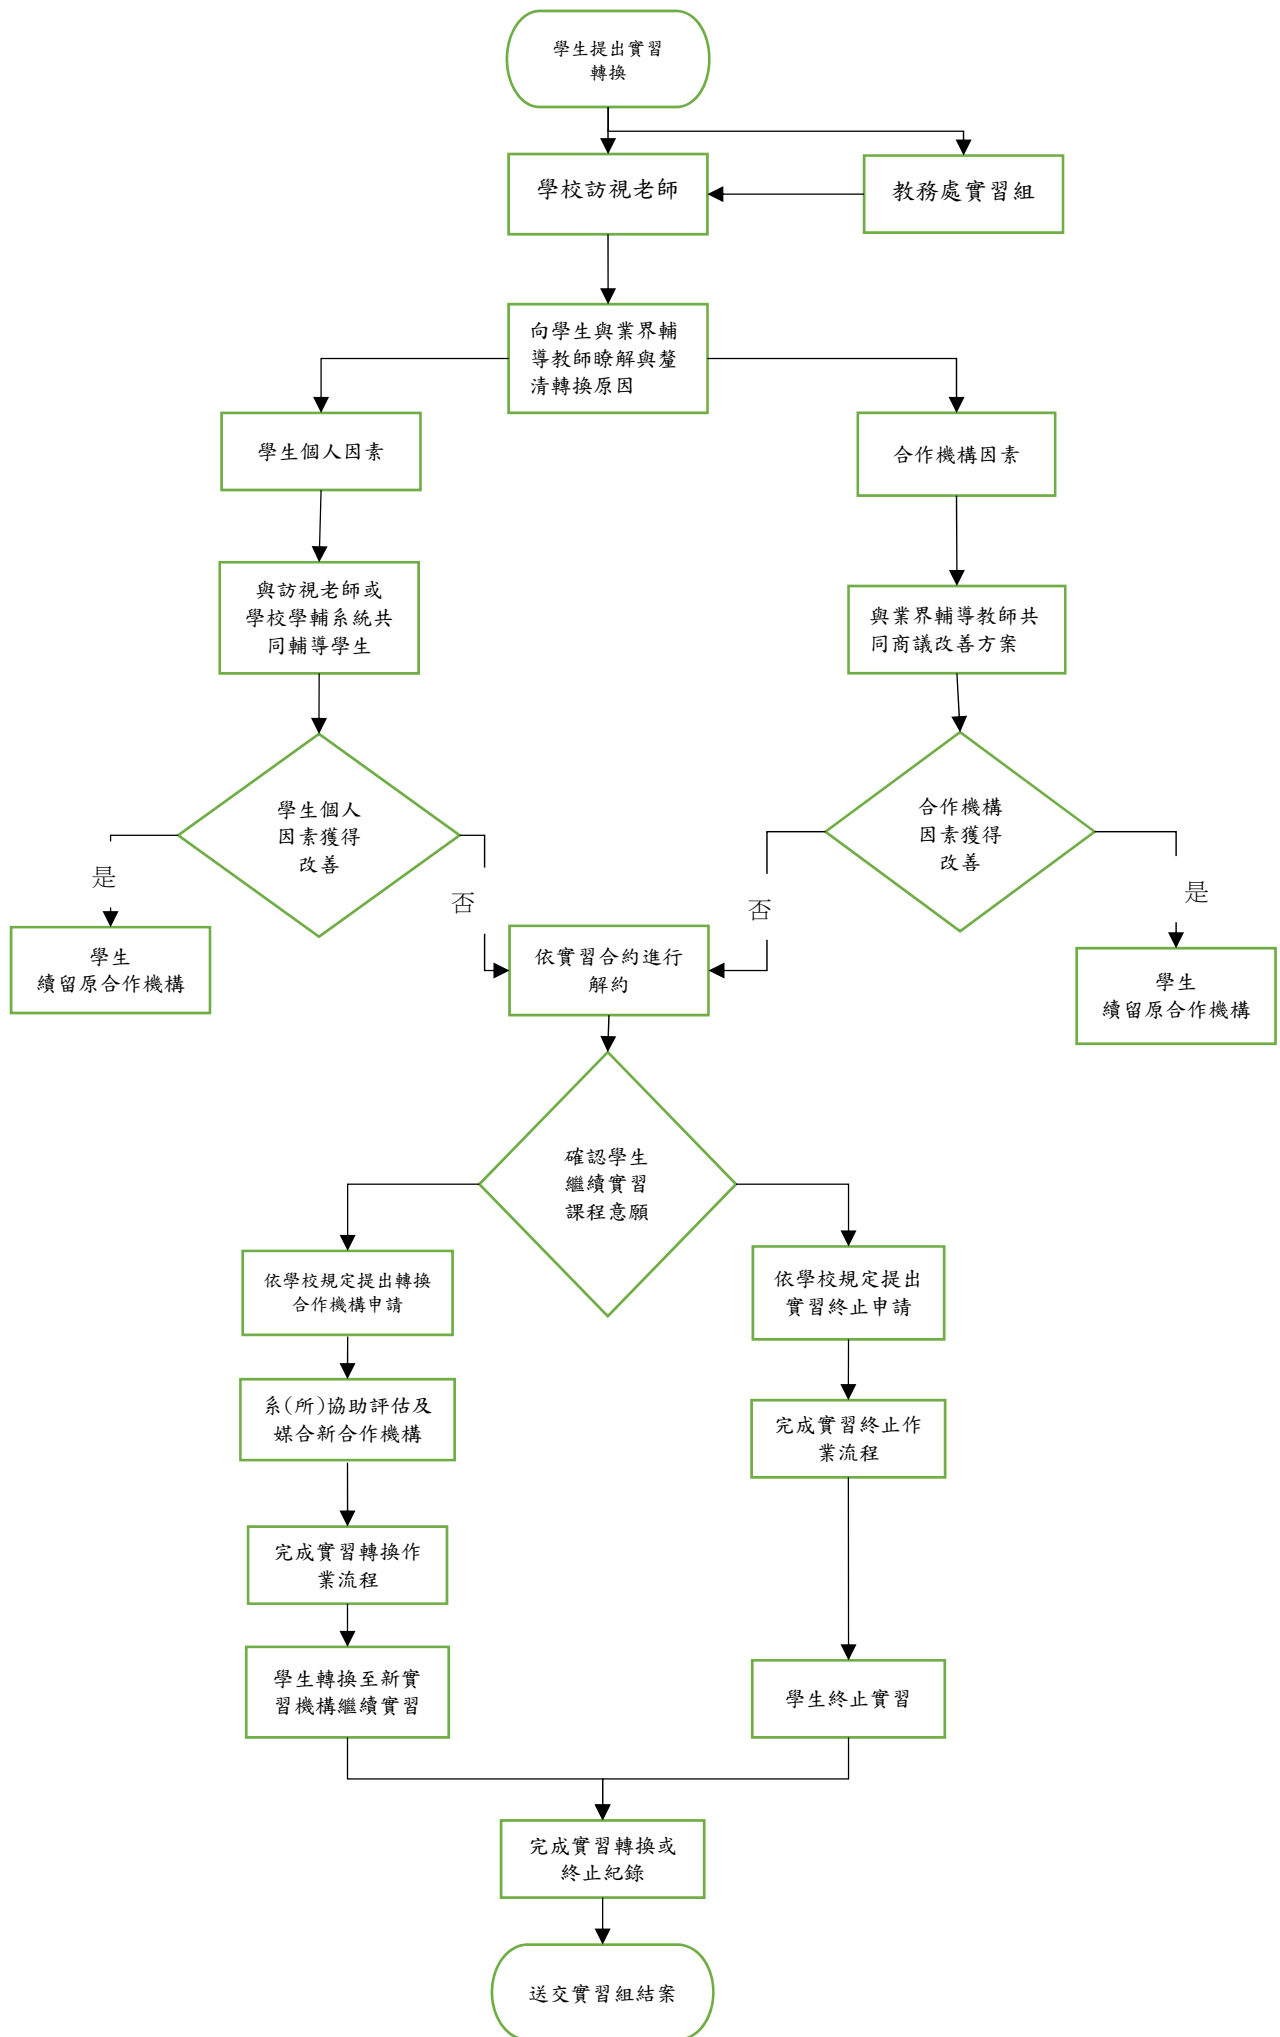 學生提出實習
轉換
學校訪視老師
教務處實習組
向學生與業界輔
導教師瞭解與釐
清轉換原因
學生個人因素
合作機構因素
與訪視老師或
學校學輔系統共
同輔導學生
與業界輔導教師共
同商議改善方案
學生個人
因素獲得
改善
合作機構
因素獲得
改善
是
否
否
是
學生
續留原合作機構
依實習合約進行
解約
學生
續留原合作機構
確認學生
繼續實習
課程意願
依學校規定提出轉換
合作機構申請
依學校規定提出
實習終止申請
系(所)協助評估及
媒合新合作機構
完成實習終止作
業流程
完成實習轉換作
業流程
學生轉換至新實
習機構繼續實習
學生終止實習
完成實習轉換或
終止紀錄
送交實習組結案